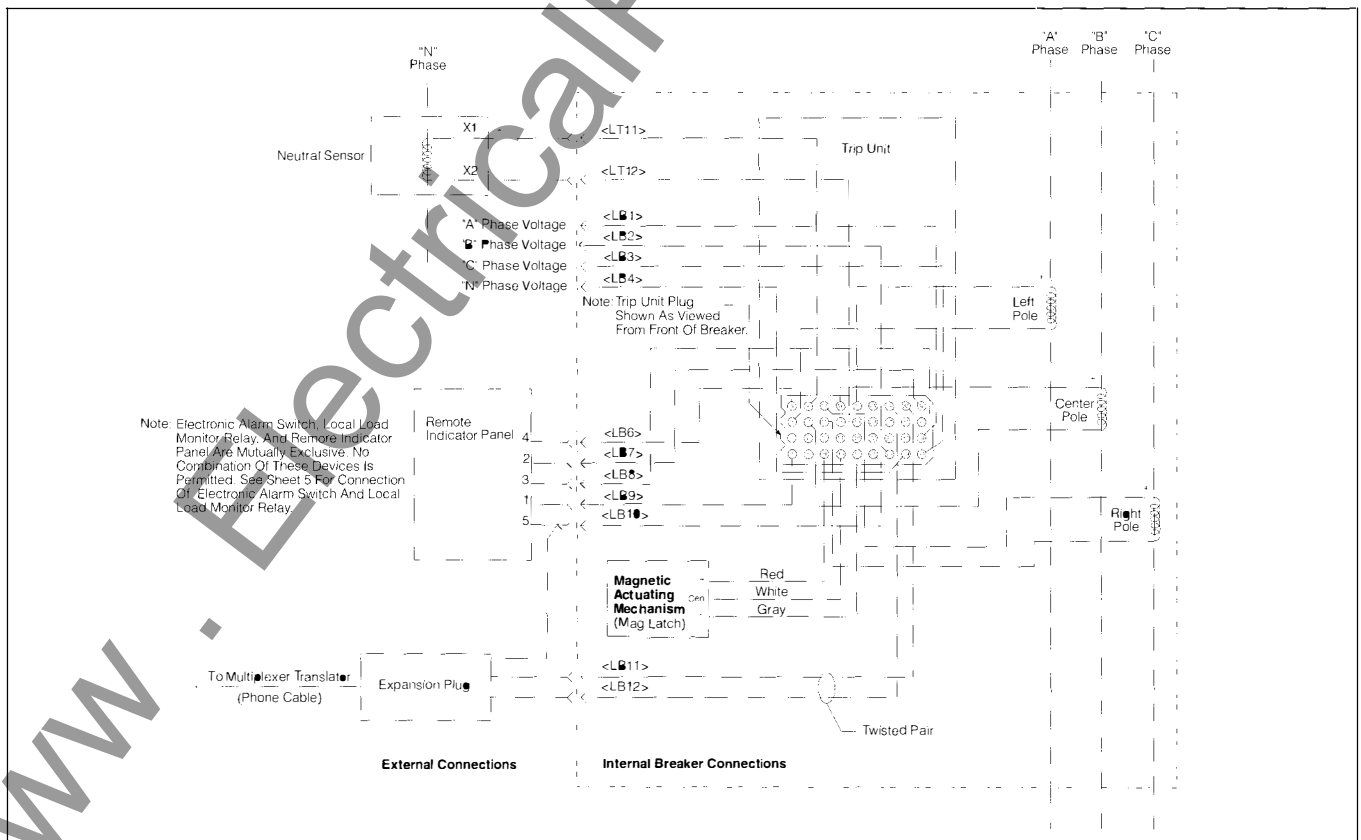 "N"
Phase
"A"
Phase
"B"
Phase
"C"
Phase
X1
Neutral Sensor
X2
<LT11>
<LT12>
Trip Unit
"A" Phase Voltage
"B" Phase Voltage
"C" Phase Voltage
"N" Phase Voltage
<LB1>
<LB2>
<LB3>
<LB4>
Note: Trip Unit Plug
Shown As Viewed
From Front Of Breaker.
Left
Pole
Center
Pole
Right
Pole
Note: Electronic Alarm Switch, Local Load
Monitor Relay, And Remore Indicator
Panel Are Mutually Exclusive. No
Combination Of These Devices Is
Permitted. See Sheet 5 For Connection
Of Electronic Alarm Switch And Local
Load Monitor Relay.
Remote
Indicator Panel
4
2
3
1
5
<LB6>
<LB7>
<LB8>
<LB9>
<LB10>
Magnetic
Actuating
Mechanism
(Mag Latch)
Cen
Red
White
Gray
To Multiplexer Translator
(Phone Cable)
Expansion Plug
<LB11>
<LB12>
Twisted Pair
External Connections
Internal Breaker Connections
www . Electrical